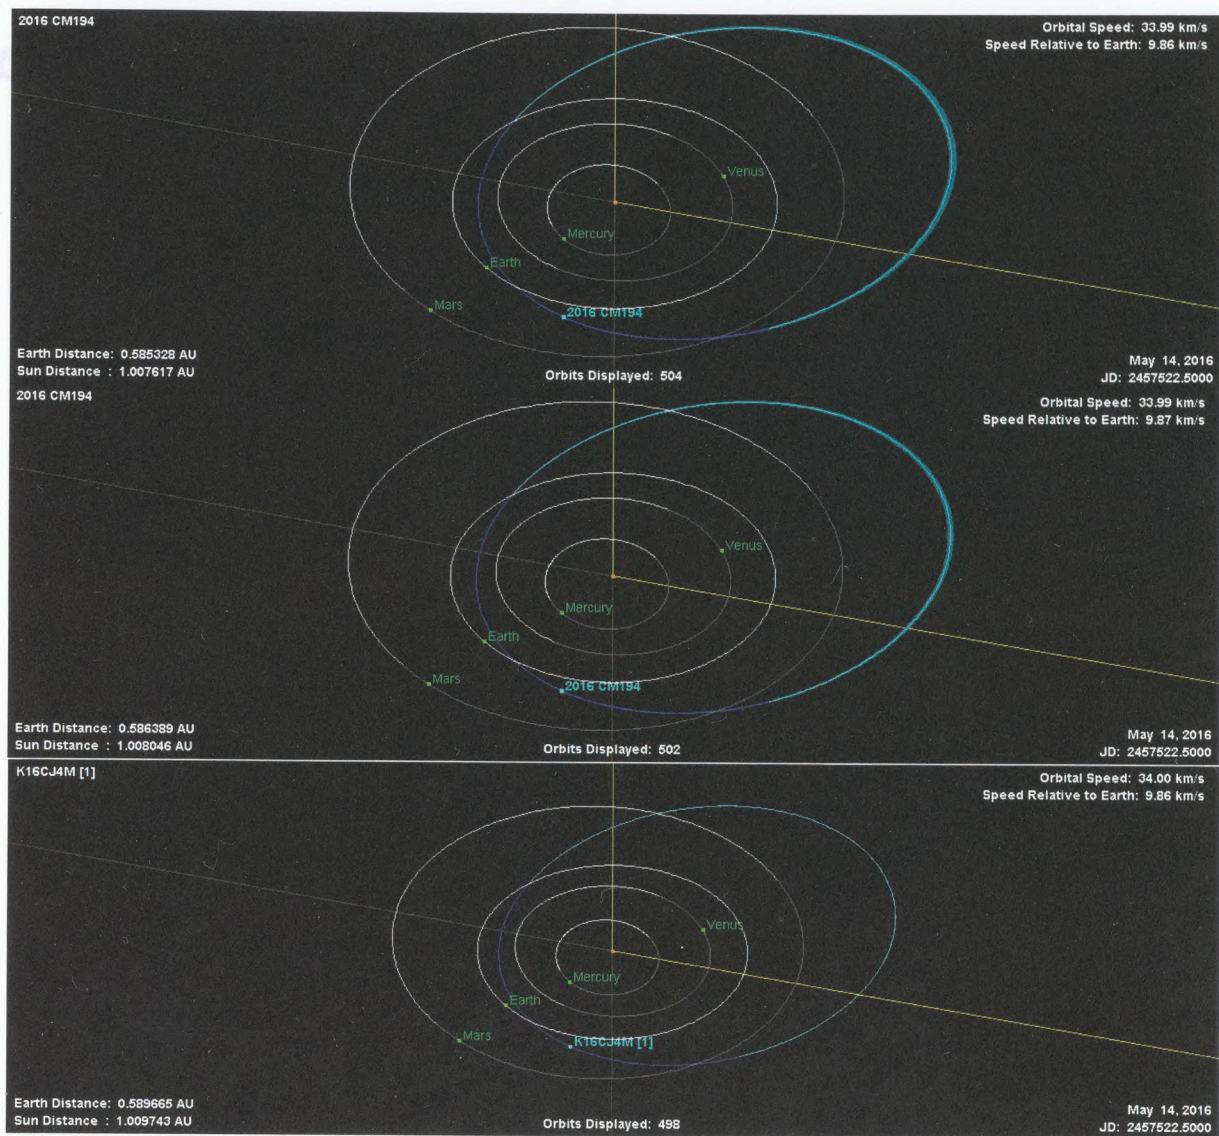 2016 CM194
Orbital Speed: 33.99 km/s
Speed Relative to Earth: 9.86 km/s
Venus
Mercury
Earth
Mars
2016 CM194
Earth Distance: 0.585328 AU
Sun Distance : 1.007617 AU
Orbits Displayed: 504
May 14, 2016
JD: 2457522.5000
2016 CM194
Orbital Speed: 33.99 km/s
Speed Relative to Earth: 9.87 km/s
Venus
Mercury
Earth
Mars
2016 CM194
Earth Distance: 0.586389 AU
Sun Distance : 1.008046 AU
Orbits Displayed: 502
May 14, 2016
JD: 2457522.5000
K16CJ4M [1]
Orbital Speed: 34.00 km/s
Speed Relative to Earth: 9.86 km/s
Venus
Mercury
Earth
Mars
K16CJ4M [1]
Earth Distance: 0.589665 AU
Sun Distance : 1.009743 AU
Orbits Displayed: 498
May 14, 2016
JD: 2457522.5000